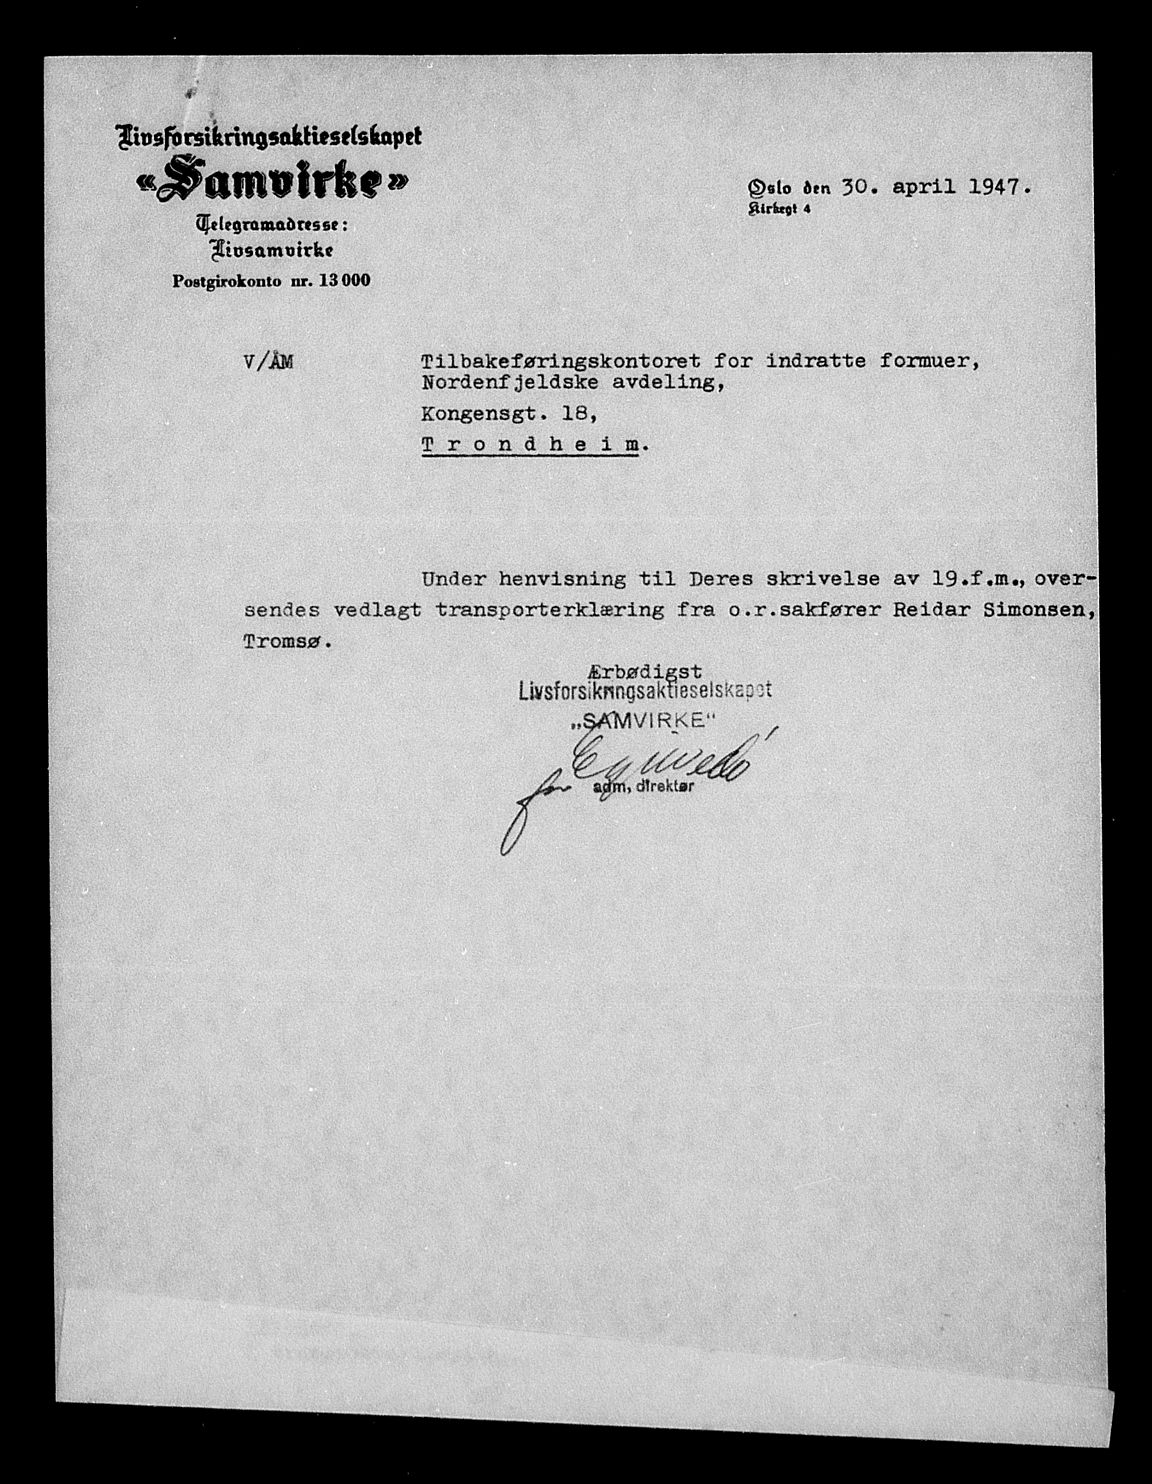 Livsforsikringsaktieselskapet
«Samvirke»
Telegramadresse:
Livsamvirke
Postgirokonto nr. 13 000
Oslo den 30. april 1947.
Kirkegt 4
V/ÅM
Tilbakeføringskontoret for indratte formuer,
Nordenfjeldske avdeling,
Kongensgt. 18,
T r o n d h e i m.
Under henvisning til Deres skrivelse av 19.f.m., over-
sendes vedlagt transporterklæring fra o.r.sakfører Reidar Simonsen,
Tromsø.
Ærbødigst
Livsforsikringsaktieselskapet
„SAMVIRKE"
for
adm, direktør